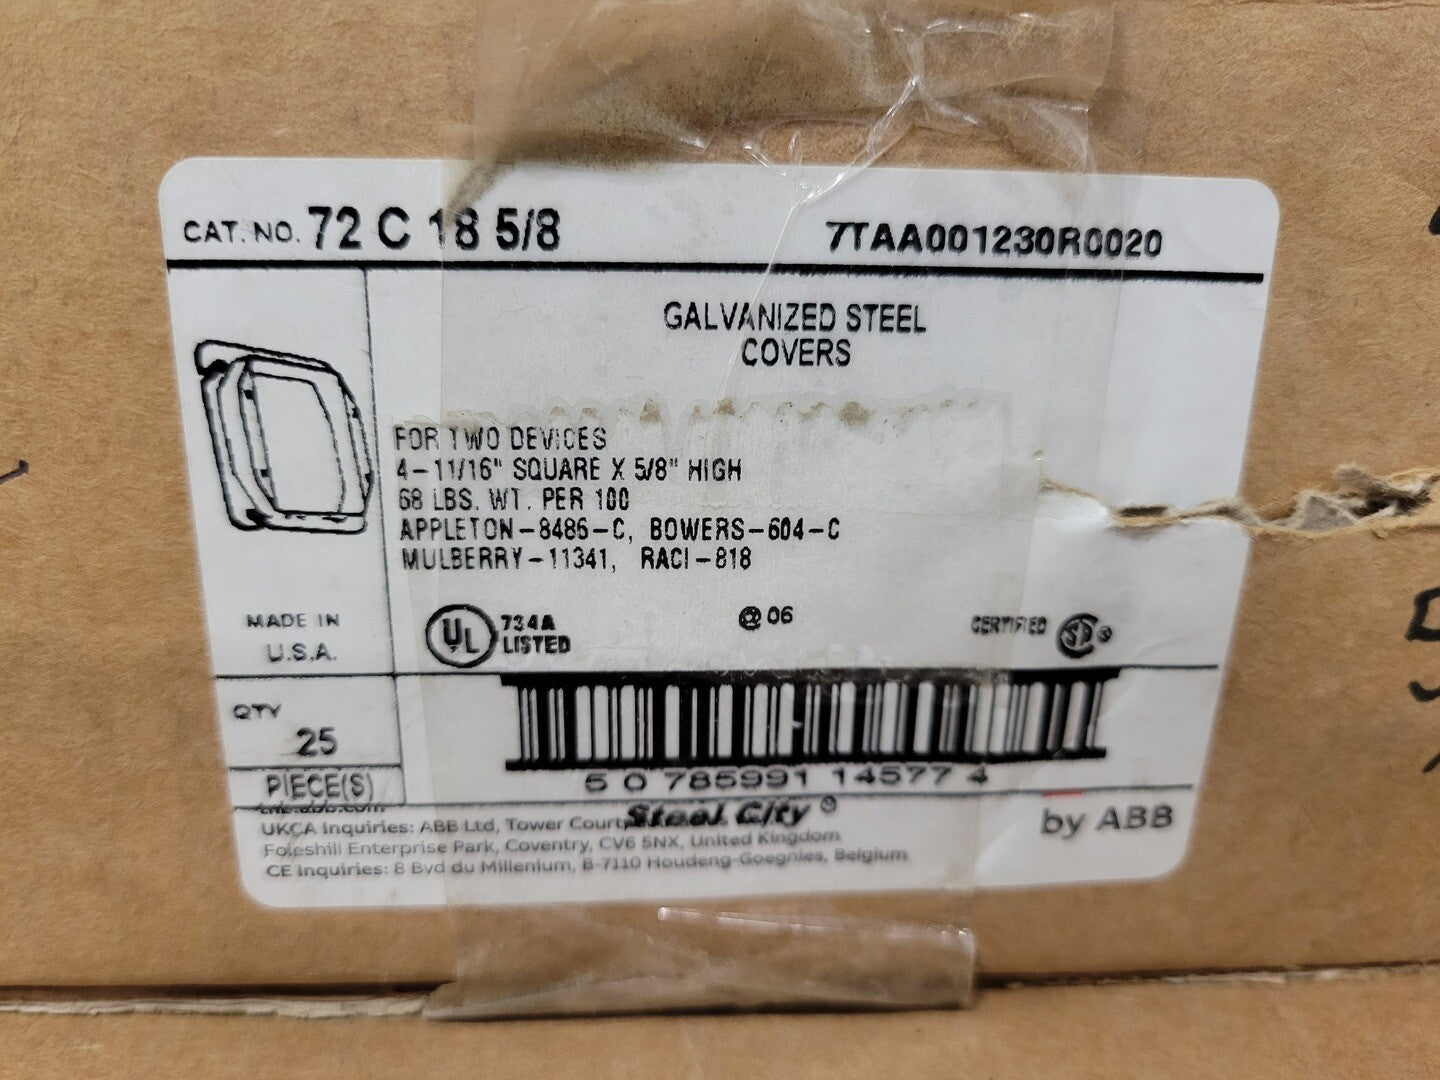 CAT. NO. 72 C 18 5/8 7TAA001230R0020
GALVANIZED STEEL
COVERS
FOR TWO DEVICES
4-11/16" SQUARE X 5/8" HIGH
68 LBS. WT. PER 100
APPLETON-8486-C, BOWERS-604-C
MULBERRY-11341, RACI-818
MADE IN
U.S.A.
UL 734A
LISTED
@ 06
CERTIFIED SP ®
QTY
25
PIECE(S)
5 0 785991 14577 4
Steel City ®
by ABB
UKCA Inquiries: ABB Ltd, Tower Court
Foleshill Enterprise Park, Coventry, CV6 5NX, United Kingdom
CE Inquiries: 8 Bvd du Millenium, B-7110 Houdeng-Goegnies, Belgium